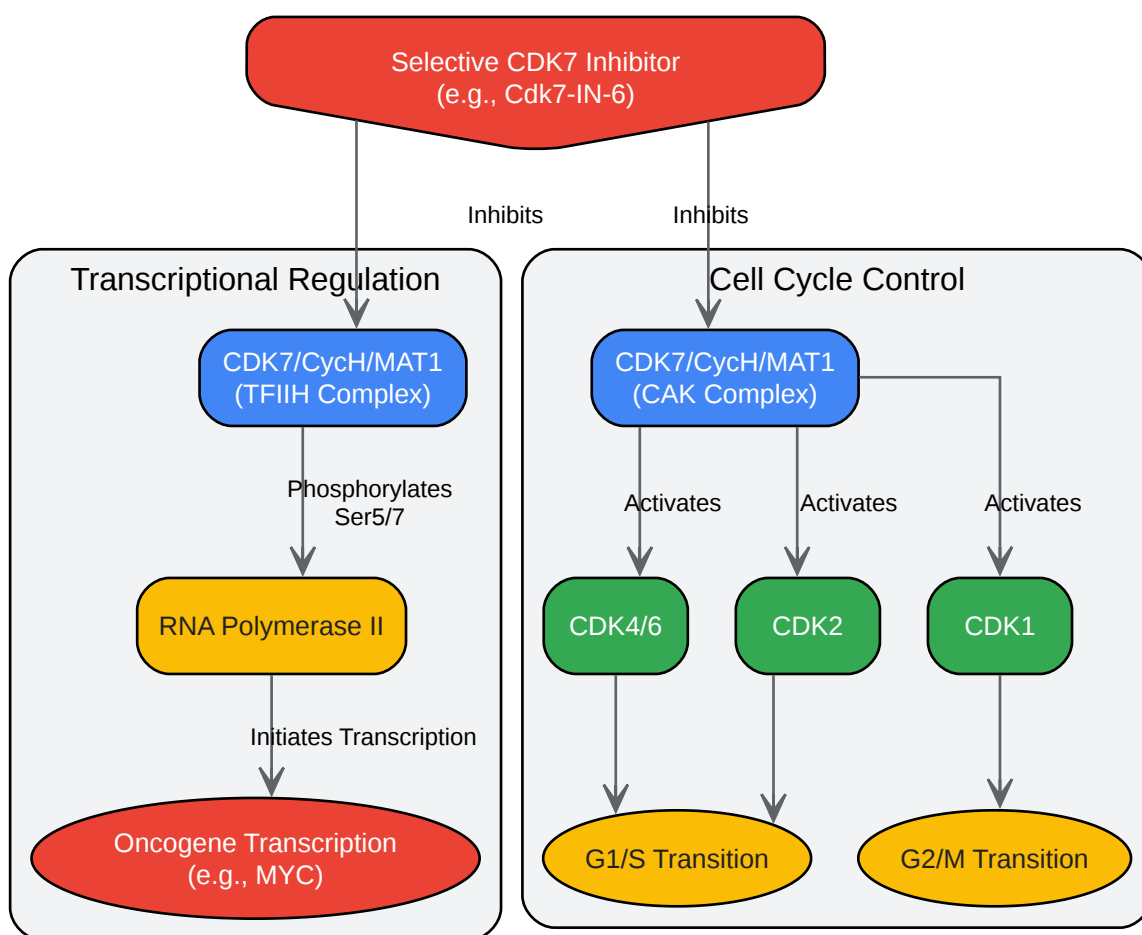 Selective CDK7 Inhibitor
(e.g., Cdk7-IN-6)
Inhibits
Inhibits
Transcriptional Regulation
Cell Cycle Control
CDK7/CycH/MAT1
(TFIIH Complex)
CDK7/CycH/MAT1
(CAK Complex)
Phosphorylates
Ser5/7
Activates
Activates
Activates
RNA Polymerase II
CDK4/6
CDK2
CDK1
Initiates Transcription
Oncogene Transcription
(e.g., MYC)
G1/S Transition
G2/M Transition